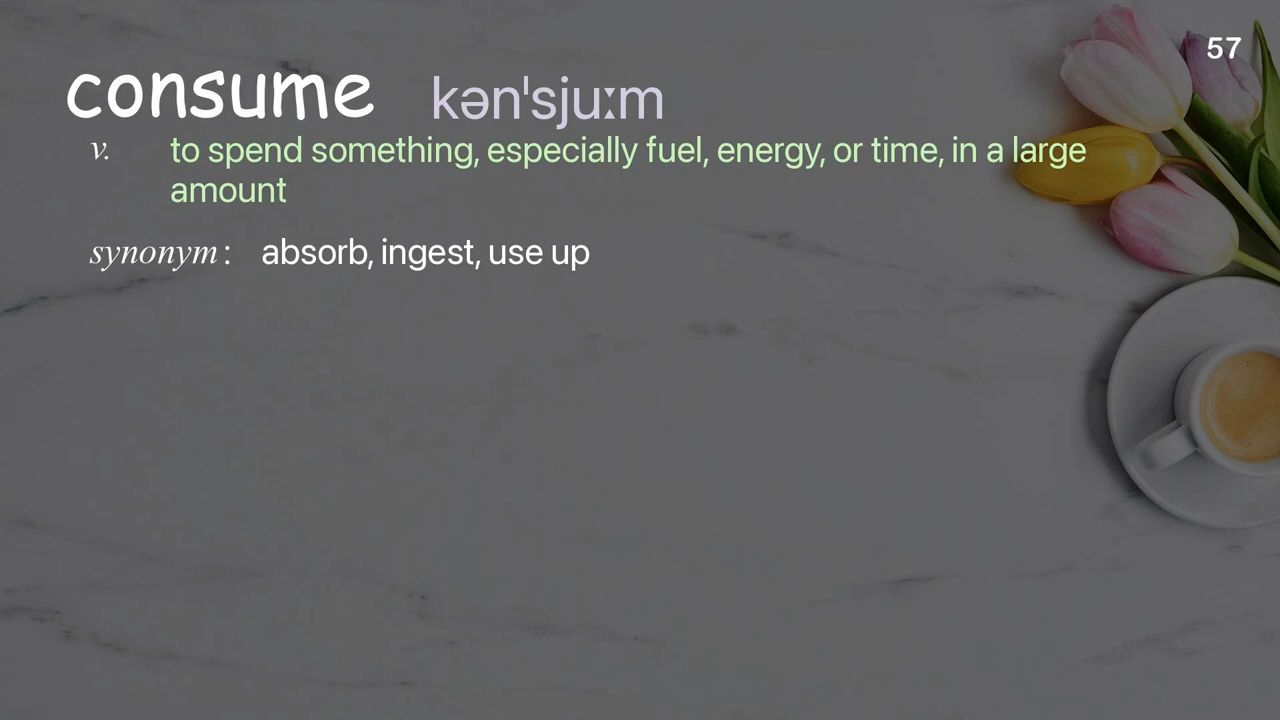 57
consume kən'sjuːm
v. to spend something, especially fuel, energy, or time, in a large
amount
synonym : absorb, ingest, use up